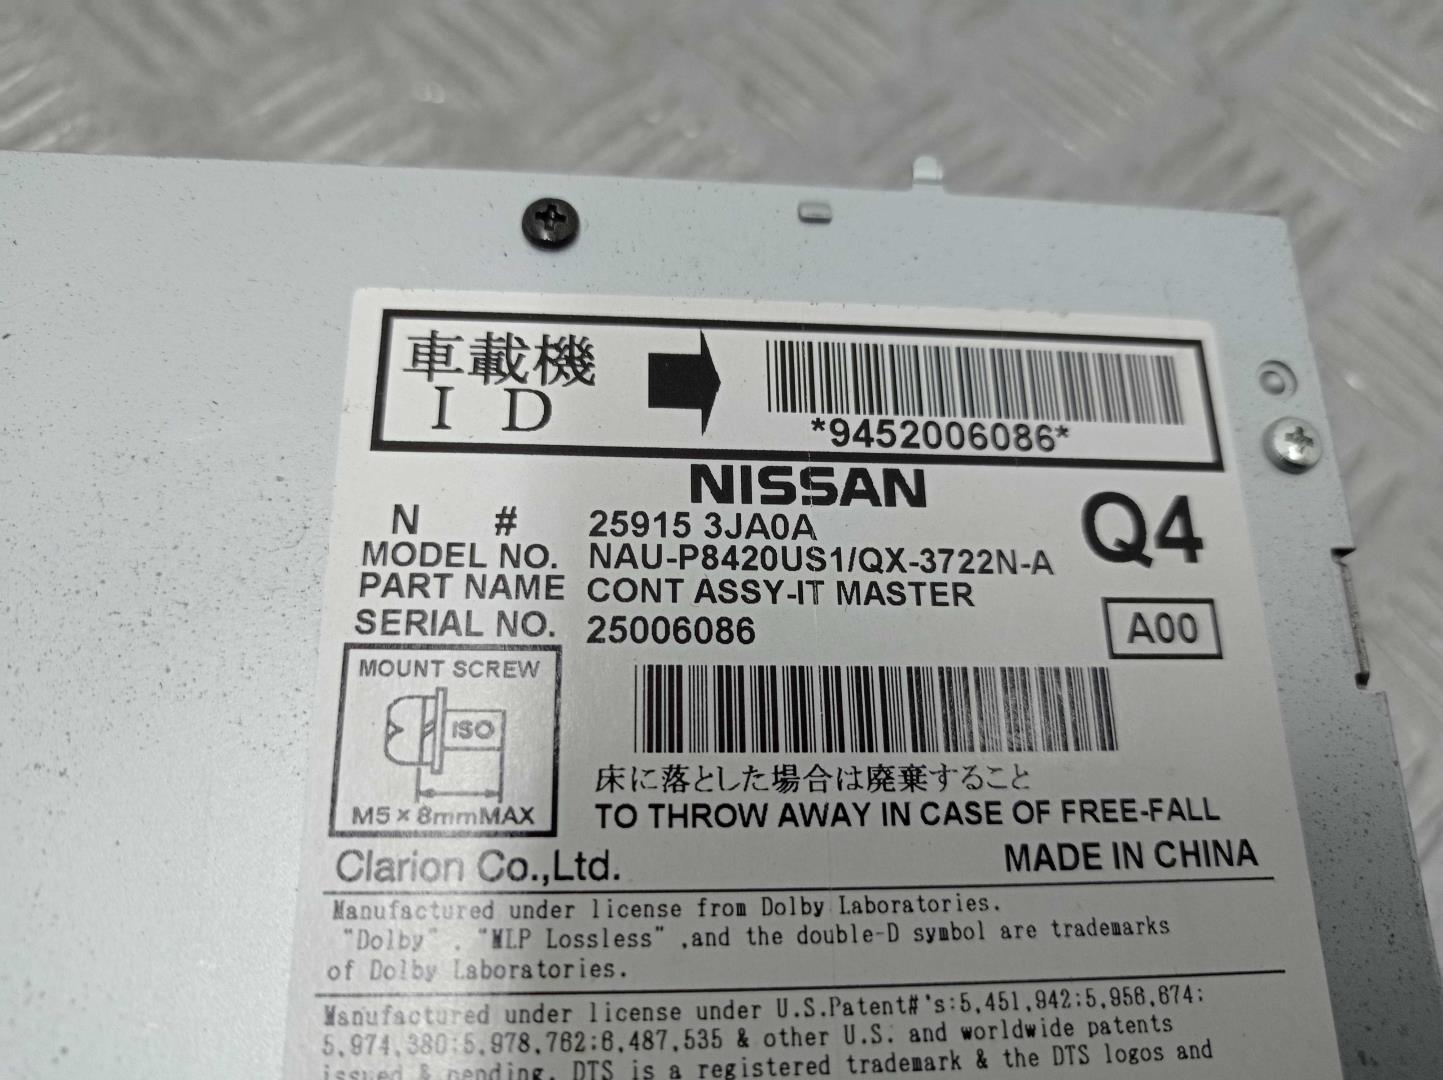 車載機
ID
*9452006086*
NISSAN
N # 25915 3JA0A
Q4
MODEL NO. NAU-P8420US1/QX-3722N-A
PART NAME CONT ASSY-IT MASTER
SERIAL NO. 25006086
A00
MOUNT SCREW
ISO
M5×8mmMAX
床に落とした場合は廃棄すること
TO THROW AWAY IN CASE OF FREE-FALL
Clarion Co.,Ltd.
MADE IN CHINA
Manufactured under license from Dolby Laboratories.
"Dolby", "MLP Lossless" ,and the double-D symbol are trademarks
of Dolby Laboratories.
Manufactured under license under U.S.Patent#'s:5,451,942;5,956,674;
5,974,380;5,978,762;6,487,535 & other U.S. and worldwide patents
issued & pending. DTS is a registered trademark & the DTS logos and